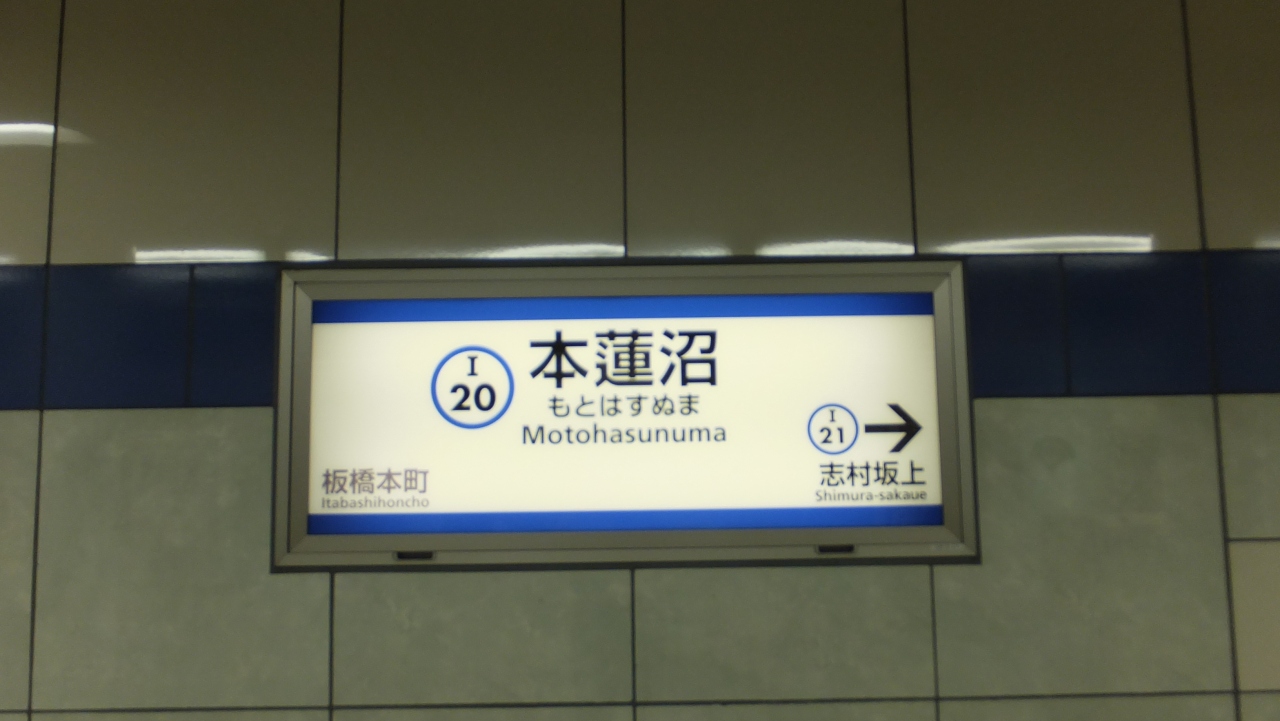 I
20
本蓮沼
もとはすぬま
Motohasunuma
I
21
志村坂上
Shimura-sakaue
板橋本町
Itabashihoncho